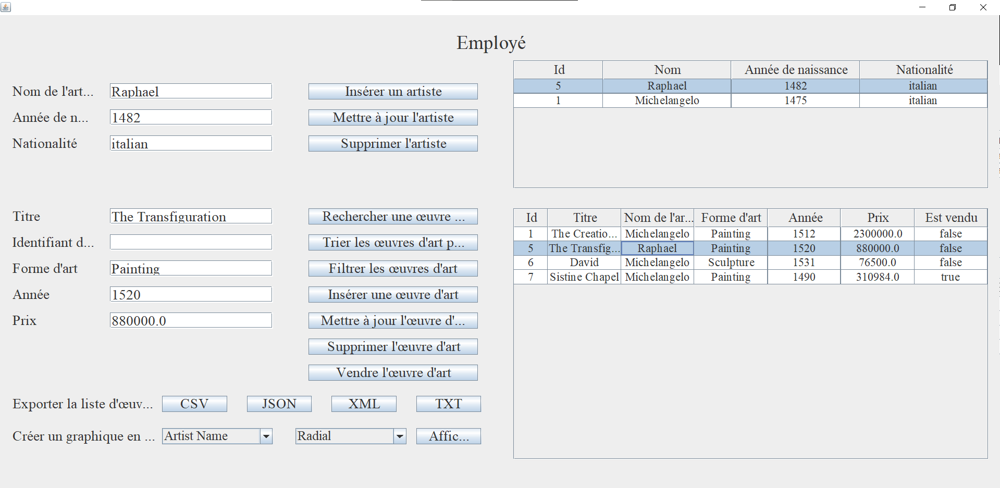 Employé
Nom de l'art...
Raphael
Insérer un artiste
Année de n...
1482
Mettre à jour l'artiste
Nationalité
italian
Supprimer l'artiste
Id Nom Année de naissance Nationalité
5 Raphael 1482 italian
1 Michelangelo 1475 italian
Titre
The Transfiguration
Rechercher une œuvre ...
Identifiant d...
Trier les œuvres d'art p...
Forme d'art
Painting
Filtrer les œuvres d'art
Année
1520
Insérer une œuvre d'art
Prix
880000.0
Mettre à jour l'œuvre d'...
Supprimer l'œuvre d'art
Vendre l'œuvre d'art
Exporter la liste d'œuv...
CSV
JSON
XML
TXT
Créer un graphique en ...
Artist Name
Radial
Affic...
Id Titre Nom de l'ar... Forme d'art Année Prix Est vendu
1 The Creatio... Michelangelo Painting 1512 2300000.0 false
5 The Transfig... Raphael Painting 1520 880000.0 false
6 David Michelangelo Sculpture 1531 76500.0 false
7 Sistine Chapel Michelangelo Painting 1490 310984.0 true